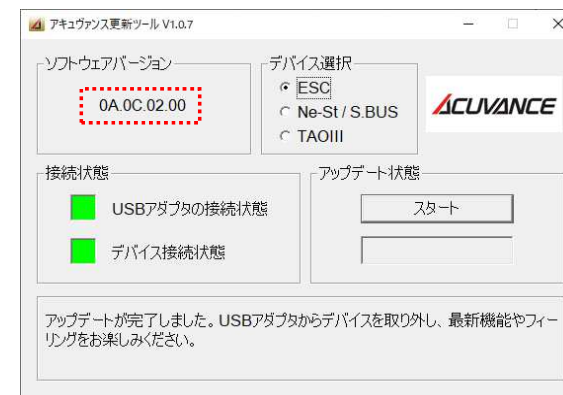 アキュヴァンス更新ツール V1.0.7
ソフトウェアバージョン
0A.0C.02.00
デバイス選択
ESC
Ne-St / S.BUS
TAOIII
ACUVANCE
接続状態
USBアダプタの接続状態
デバイス接続状態
アップデート状態
スタート
アップデートが完了しました。USBアダプタからデバイスを取り外し、最新機能やフィー
リングをお楽しみください。